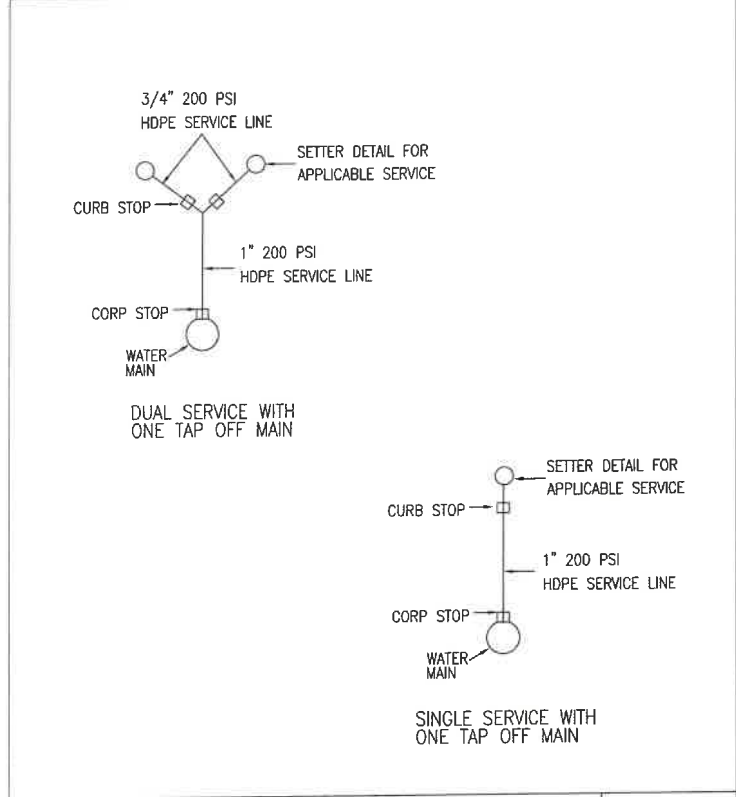 3/4" 200 PSI
HDPE SERVICE LINE
SETTER DETAIL FOR
APPLICABLE SERVICE
CURB STOP
1" 200 PSI
HDPE SERVICE LINE
CORP STOP
WATER
MAIN
DUAL SERVICE WITH
ONE TAP OFF MAIN
SETTER DETAIL FOR
APPLICABLE SERVICE
CURB STOP
1" 200 PSI
HDPE SERVICE LINE
CORP STOP
WATER
MAIN
SINGLE SERVICE WITH
ONE TAP OFF MAIN